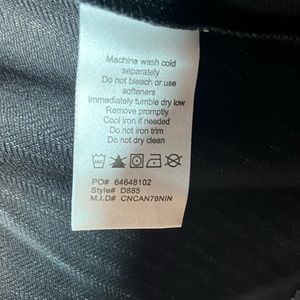 Machine wash cold
separately
Do not bleach or use
softeners
Immediately tumble dry low
Remove promptly
Cool iron if needed
Do not iron trim
Do not dry clean
PO# 64648102
Style# D885
M.I.D# CNCAN78NIN